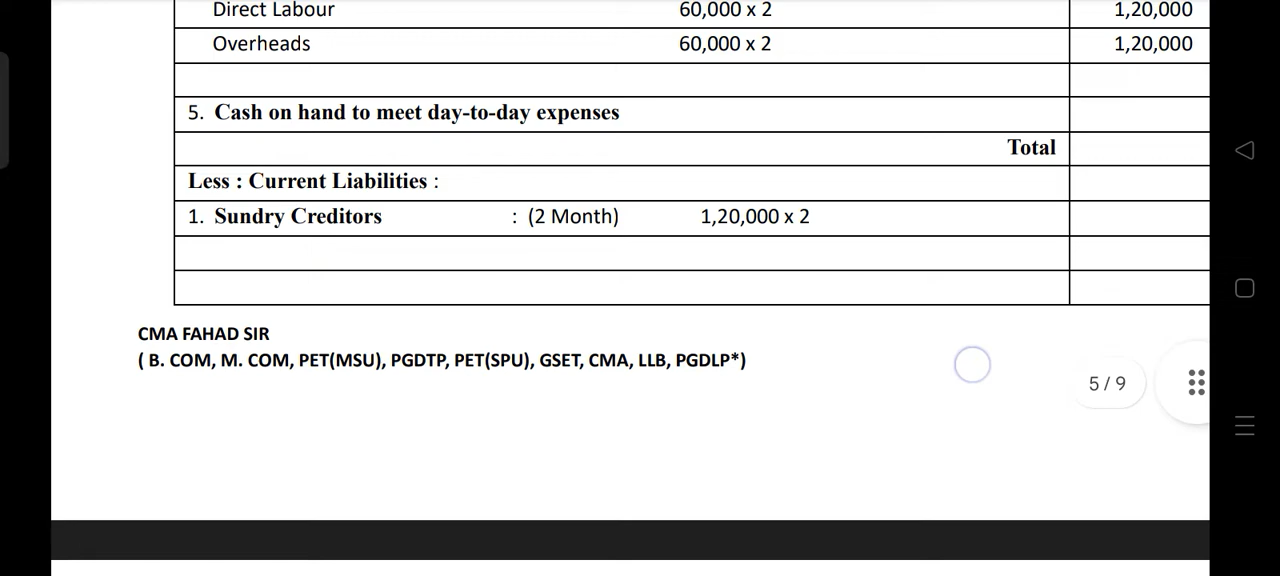 Direct Labour 60,000 x 2 1,20,000
Overheads 60,000 x 2 1,20,000
5. Cash on hand to meet day-to-day expenses
Total
Less : Current Liabilities :
1. Sundry Creditors : (2 Month) 1,20,000 x 2
CMA FAHAD SIR
( B. COM, M. COM, PET(MSU), PGDTP, PET(SPU), GSET, CMA, LLB, PGDLP*)
5 / 9